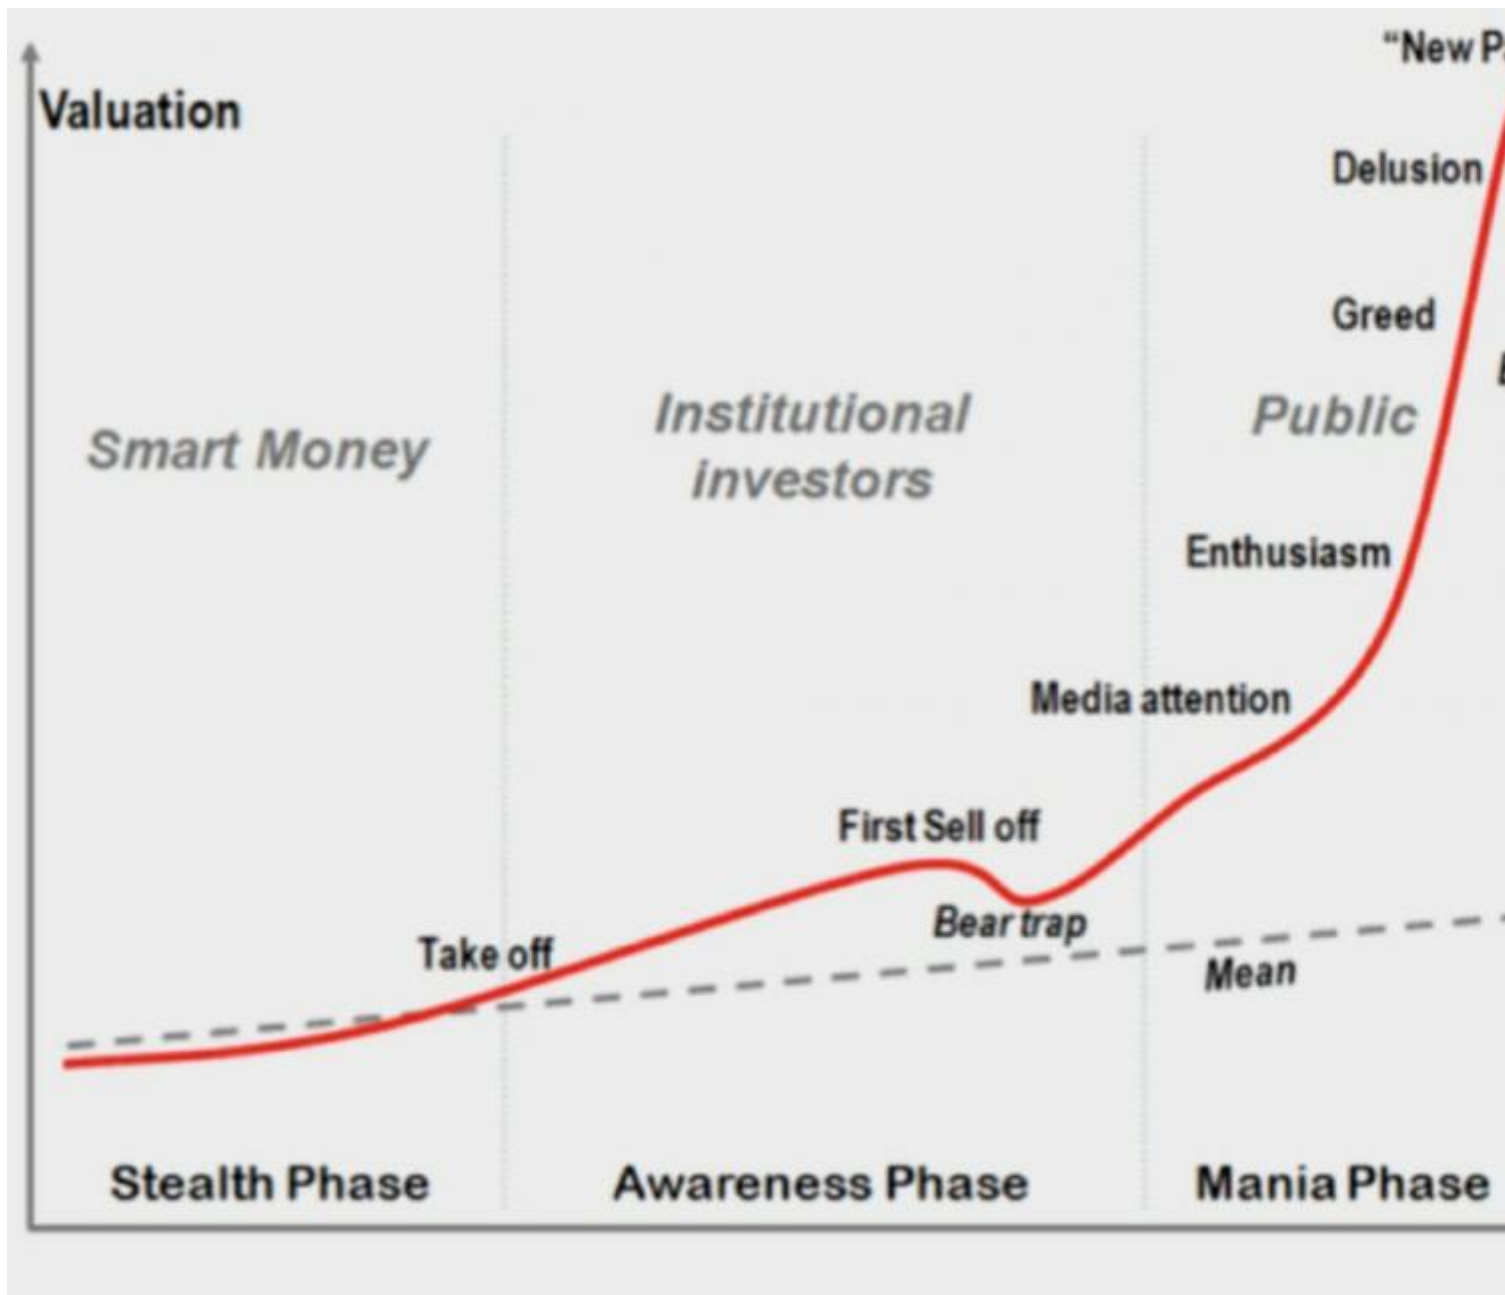 “New
Valuation
Delusion
Greed
Smart Money
Institutional
investors
Public
Enthusiasm
Media attention
First Sell off
Bear trap
Take off
Mean
Stealth Phase
Awareness Phase
Mania Phase